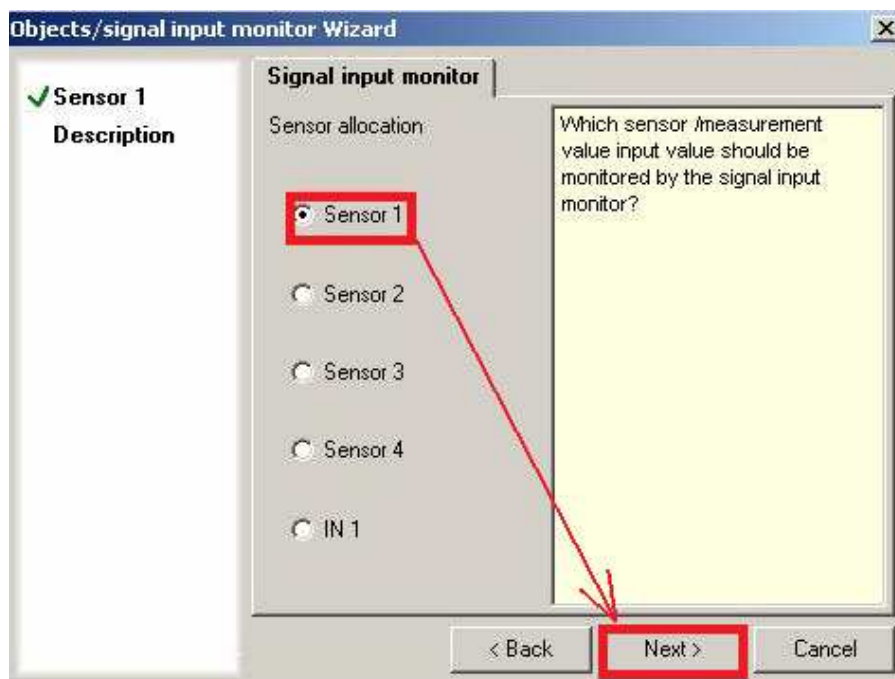 Objects/signal input monitor Wizard
Sensor 1
Description
Signal input monitor
Sensor allocation
Sensor 1
Sensor 2
Sensor 3
Sensor 4
IN 1
Which sensor /measurement
value input value should be
monitored by the signal input
monitor?
< Back
Next >
Cancel